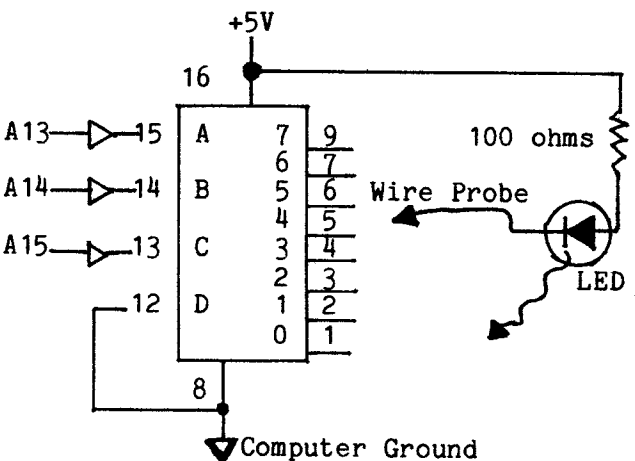 +5V
16
A13 15 A 7 9
6 7
100 ohms
A14 14 B 5 6
Wire Probe
4 5
A15 13 C 3 4
2 3
LED
12 D 1 2
0 1
8
Computer Ground